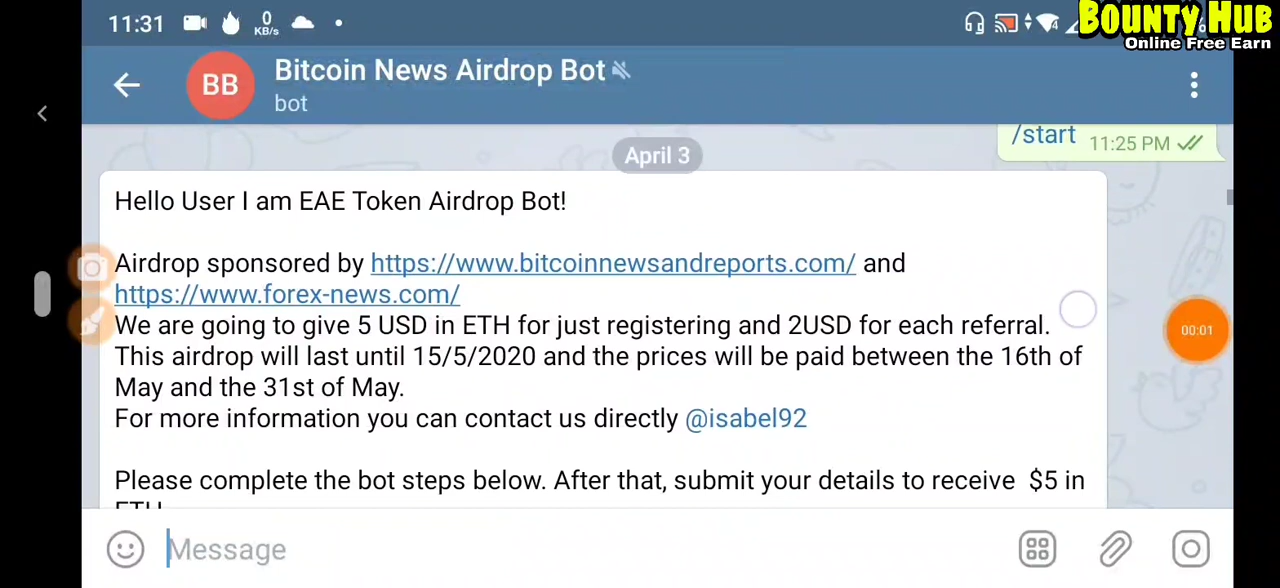 11:31
0
KB/s
BOUNTY HUB
Online Free Earn
BB
Bitcoin News Airdrop Bot
bot
/start 11:25 PM
April 3
Hello User I am EAE Token Airdrop Bot!
Airdrop sponsored by https://www.bitcoinnewsandreports.com/ and
https://www.forex-news.com/
We are going to give 5 USD in ETH for just registering and 2USD for each referral.
This airdrop will last until 15/5/2020 and the prices will be paid between the 16th of
May and the 31st of May.
For more information you can contact us directly @isabel92
Please complete the bot steps below. After that, submit your details to receive $5 in
ETH
00:01
Message